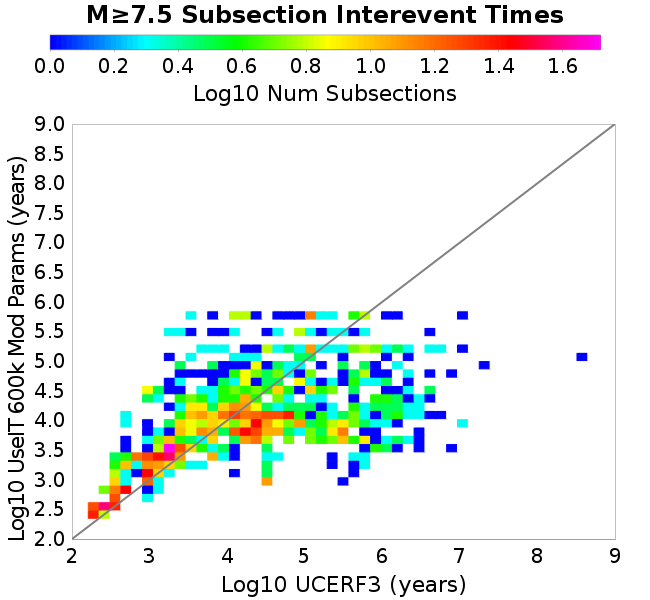 M≥7.5 Subsection Interevent Times
0.0 0.2 0.4 0.6 0.8 1.0 1.2 1.4 1.6
Log10 Num Subsections
Log10 UseIT 600k Mod Params (years)
9.0
8.5
8.0
7.5
7.0
6.5
6.0
5.5
5.0
4.5
4.0
3.5
3.0
2.5
2.0
2 3 4 5 6 7 8 9
Log10 UCERF3 (years)